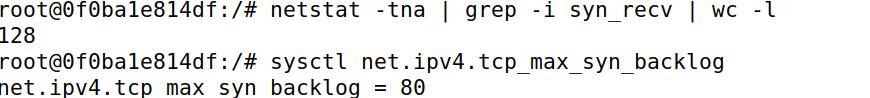 root@0f0ba1e814df:/# netstat -tna | grep -i syn_recv | wc -l
128
root@0f0ba1e814df:/# sysctl net.ipv4.tcp_max_syn_backlog
net.ipv4.tcp_max_syn_backlog = 80